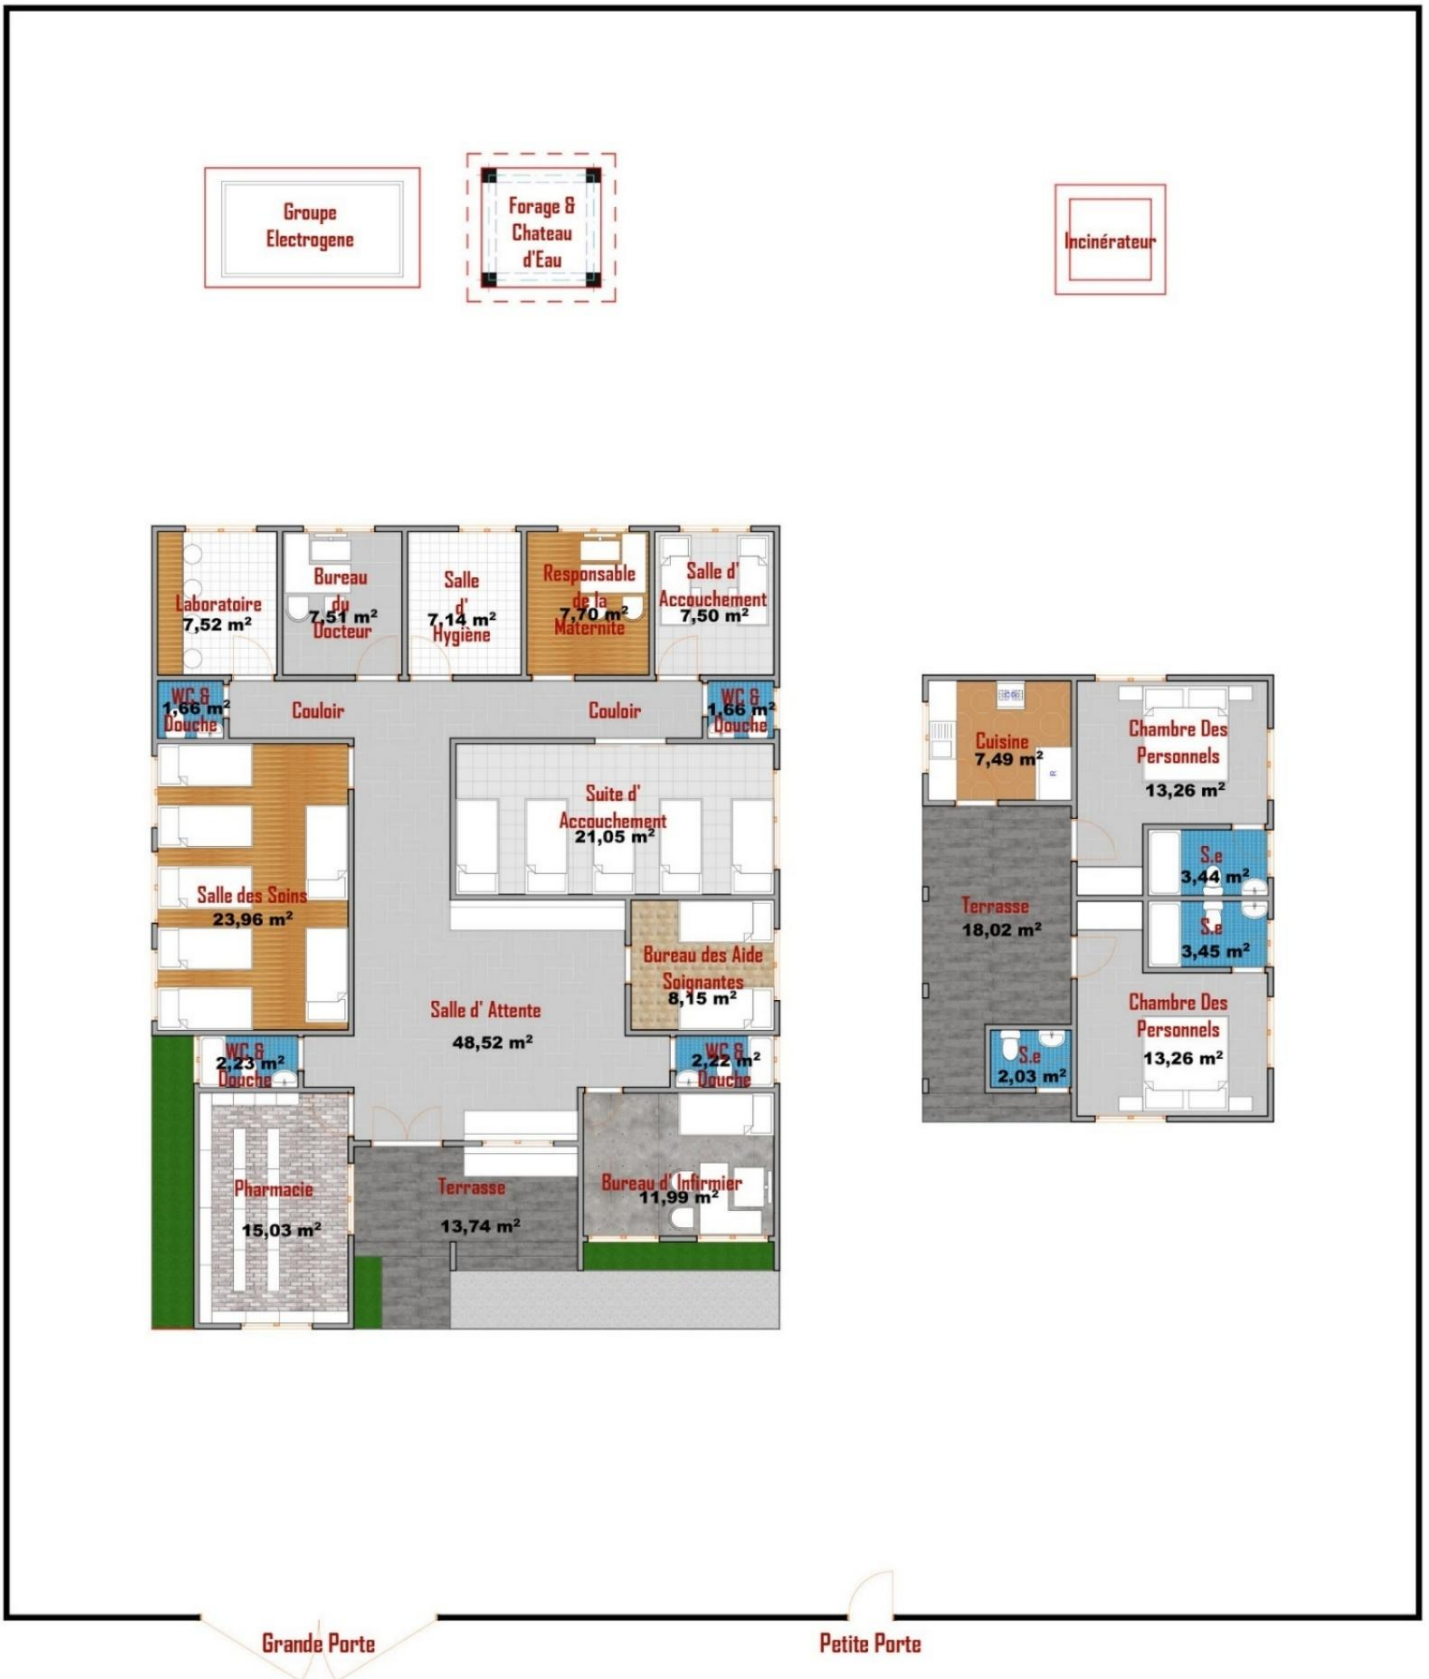 Groupe
Electrogene
Forage &
Chateau
d'Eau
Incinérateur
Laboratoire
7,52 m²
Bureau
du
7,51 m²
Docteur
Salle
d'
7,14 m²
Hygiène
Responsable
de la
7,70 m²
Maternite
Salle d'
Accouchement
7,50 m²
WC &
1,66 m²
Douche
Couloir
Couloir
WC &
1,66 m²
Douche
Suite d'
Accouchement
21,05 m²
Salle des Soins
23,96 m²
Bureau des Aide
Soignantes
8,15 m²
Salle d' Attente
48,52 m²
WC &
2,23 m²
Douche
WC &
2,22 m²
Douche
Pharmacie
15,03 m²
Terrasse
13,74 m²
Bureau d' Infirmier
11,99 m²
Cuisine
7,49 m²
R
Chambre Des
Personnels
13,26 m²
S.e
3,44 m²
Terrasse
18,02 m²
S.e
3,45 m²
Chambre Des
Personnels
13,26 m²
S.e
2,03 m²
Grande Porte
Petite Porte